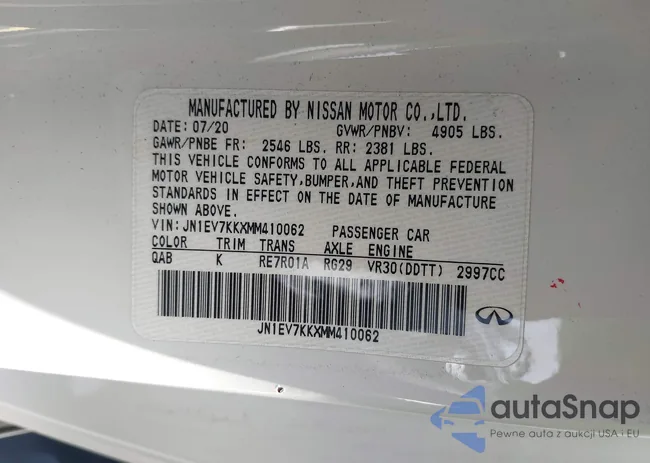 MANUFACTURED BY NISSAN MOTOR CO.,LTD.
DATE: 07/20 GVWR/PNBV: 4905 LBS.
GAWR/PNBE FR: 2546 LBS. RR: 2381 LBS.
THIS VEHICLE CONFORMS TO ALL APPLICABLE FEDERAL
MOTOR VEHICLE SAFETY,BUMPER,AND THEFT PREVENTION
STANDARDS IN EFFECT ON THE DATE OF MANUFACTURE
SHOWN ABOVE.
VIN: JN1EV7KKXMM410062 PASSENGER CAR
COLOR TRIM TRANS AXLE ENGINE
QAB K RE7R01A RG29 VR30(DDTT) 2997CC
JN1EV7KKXMM410062
autoSnap
Pewne auta z aukcji USA i EU